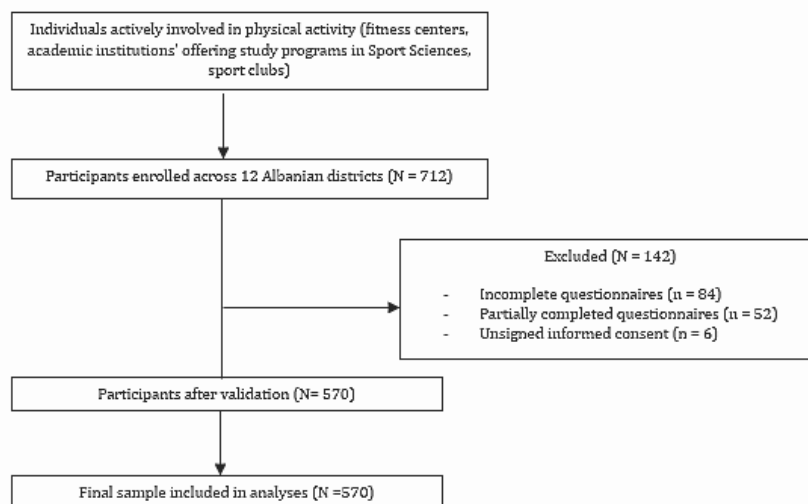 Individuals actively involved in physical activity (fitness centers,
academic institutions' offering study programs in Sport Sciences,
sport clubs)
Participants enrolled across 12 Albanian districts (N = 712)
Excluded (N = 142)
- Incomplete questionnaires (n = 84)
- Partially completed questionnaires (n = 52)
- Unsigned informed consent (n = 6)
Participants after validation (N= 570)
Final sample included in analyses (N =570)